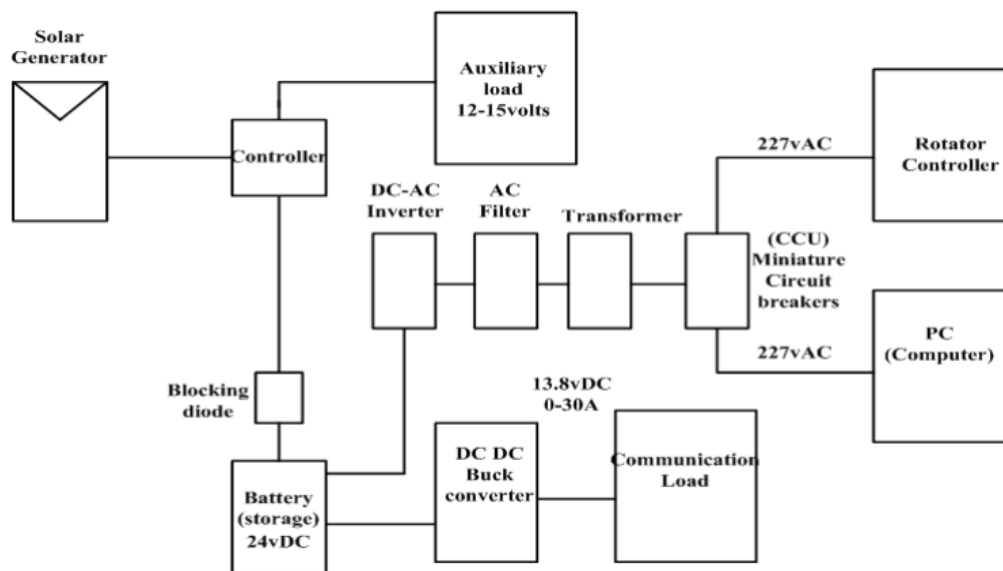 Solar
Generator
Auxiliary
load
12-15volts
Controller
227vAC
Rotator
Controller
DC-AC
Inverter
AC
Filter
Transformer
(CCU)
Miniature
Circuit
breakers
227vAC
PC
(Computer)
Blocking
diode
13.8vDC
0-30A
Battery
(storage)
24vDC
DC DC
Buck
converter
Communication
Load